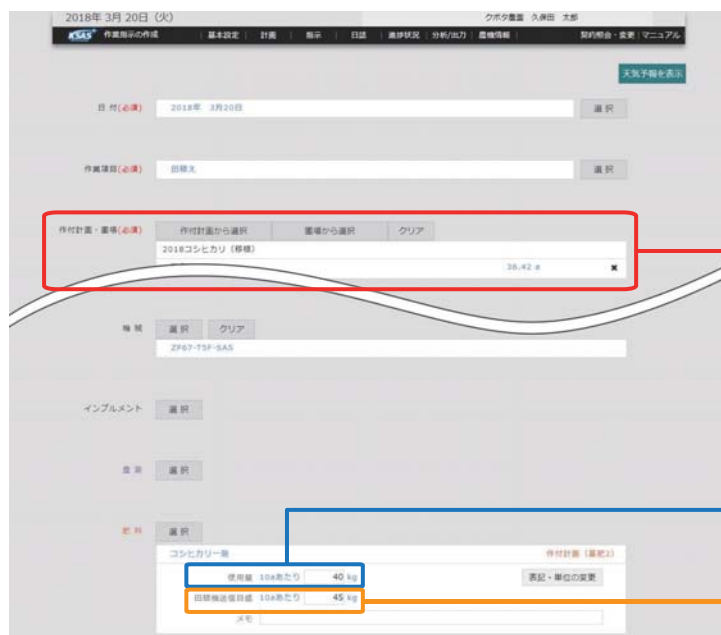 2018年 3月 20日（火） クボタ農園 久保田 太郎
KSAS 作業指示の作成 | 基本設定 | 計画 | 指示 | 日誌 | 進捗状況 | 分析/出力 | 農機情報 | 契約照会・変更 | マニュアル
天気予報を表示
日 付(必須) 2018年 3月20日 選 択
作業項目(必須) 田植え 選 択
作付計画・圃場(必須) 作付計画から選択 圃場から選択 クリア
2018コシヒカリ（移植）
36.42 a ✖
機 械 選 択 クリア
ZP67-TSF-SAS
インプルメント 選 択
農 薬 選 択
肥 料 選 択
コシヒカリ一発 作付計画（基肥1）
使用量 10aあたり 40 kg 表記・単位の変更
田植機送信目盛 10aあたり 45 kg
メモ